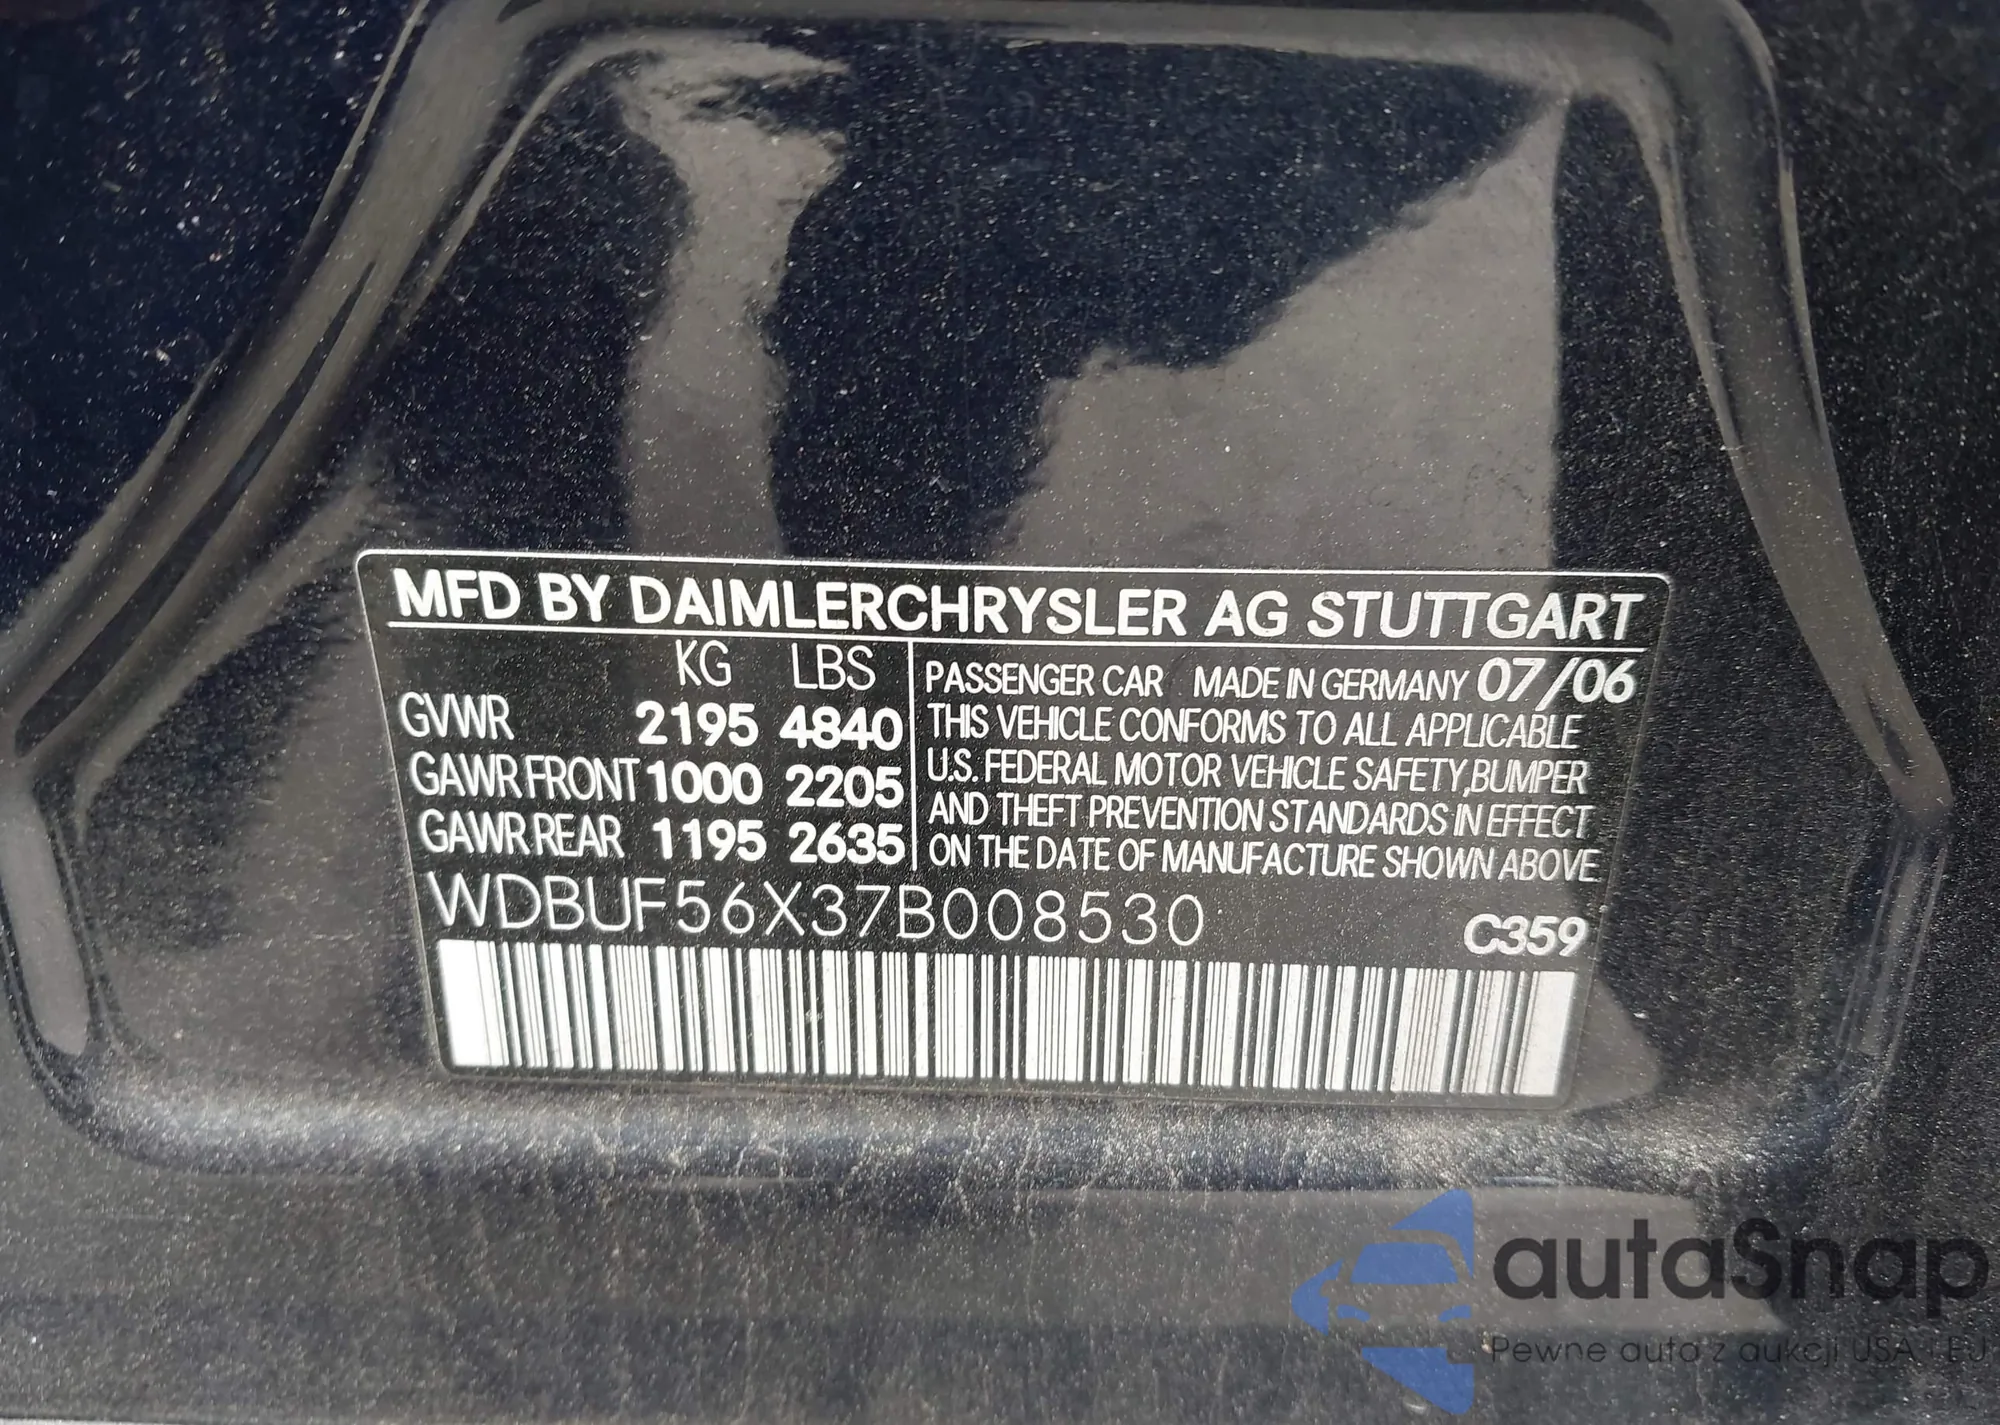 MFD BY DAIMLERCHRYSLER AG STUTTGART
KG LBS
GVWR 2195 4840
GAWR FRONT 1000 2205
GAWR REAR 1195 2635
PASSENGER CAR MADE IN GERMANY 07/06
THIS VEHICLE CONFORMS TO ALL APPLICABLE
U.S. FEDERAL MOTOR VEHICLE SAFETY, BUMPER
AND THEFT PREVENTION STANDARDS IN EFFECT
ON THE DATE OF MANUFACTURE SHOWN ABOVE
WDBUF56X37B008530
C359
autaSnap
Pewne auta z aukcji USA i EU